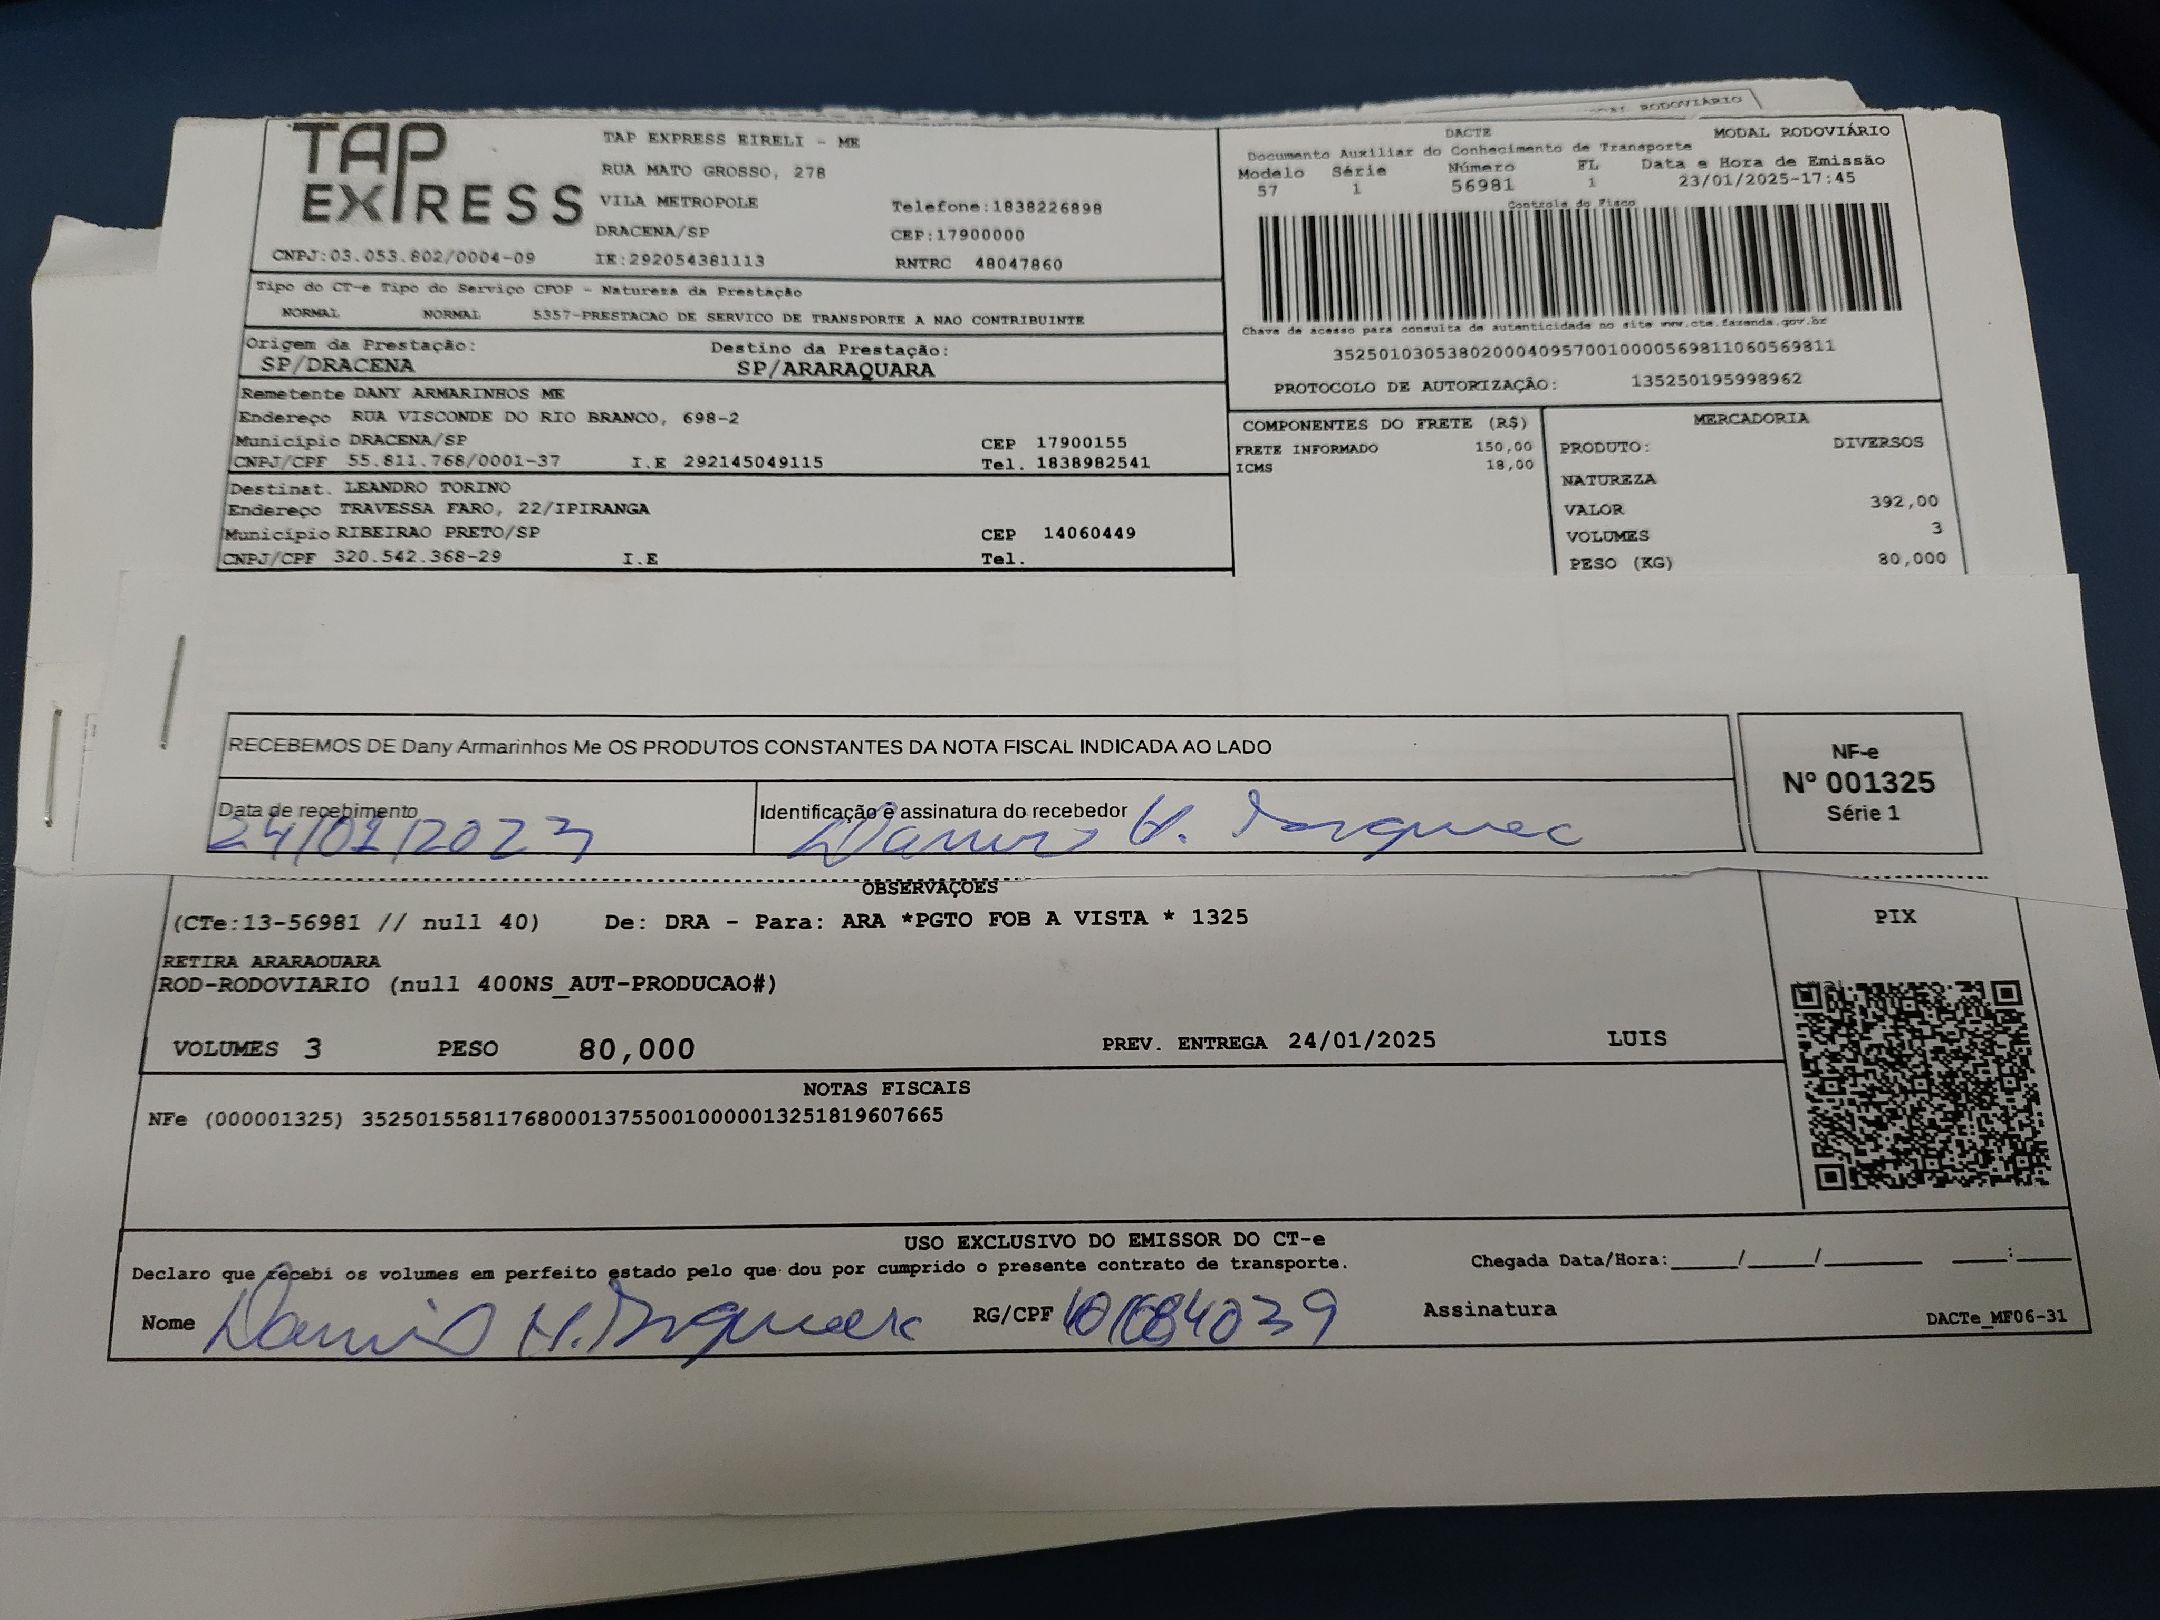 TAP EXPRESS
TAP EXPRESS EIRELI - ME
RUA MATO GROSSO, 278
VILA METROPOLE Telefone:1838226898
DRACENA/SP CEP:17900000
CNPJ:03.053.802/0004-09 IE:292054381113 RNTRC 48047860
Tipo do CT-e Tipo do Serviço CFOP - Natureza da Prestação
NORMAL NORMAL 5357-PRESTACAO DE SERVICO DE TRANSPORTE A NAO CONTRIBUINTE
Origem da Prestação: Destino da Prestação:
SP/DRACENA SP/ARARAQUARA
Remetente DANY ARMARINHOS ME
Endereço RUA VISCONDE DO RIO BRANCO, 698-2
Município DRACENA/SP CEP 17900155
CNPJ/CPF 55.811.768/0001-37 I.E 292145049115 Tel. 1838982541
Destinat. LEANDRO TORINO
Endereço TRAVESSA FARO, 22/IPIRANGA
Município RIBEIRAO PRETO/SP CEP 14060449
CNPJ/CPF 320.542.368-29 I.E Tel.
RODOVIÁRIO
DACTE MODAL RODOVIÁRIO
Documento Auxiliar do Conhecimento de Transporte
Modelo Série Número FL Data e Hora de Emissão
57 1 56981 1 23/01/2025-17:45
Controle do Fisco
Chave de acesso para consulta de autenticidade no site www.cte.fazenda.gov.br
35250103053802000409570010000569811060569811
PROTOCOLO DE AUTORIZAÇÃO: 135250195998962
COMPONENTES DO FRETE (R$)
FRETE INFORMADO 150,00
ICMS 18,00
MERCADORIA
PRODUTO: DIVERSOS
NATUREZA
VALOR 392,00
VOLUMES 3
PESO (KG) 80,000
RECEBEMOS DE Dany Armarinhos Me OS PRODUTOS CONSTANTES DA NOTA FISCAL INDICADA AO LADO
Data de recebimento Identificação e assinatura do recebedor
24/01/2023
NF-e
Nº 001325
Série 1
OBSERVAÇOES
(CTe:13-56981 // null 40) De: DRA - Para: ARA *PGTO FOB A VISTA * 1325
RETIRA ARARAQUARA
ROD-RODOVIARIO (null 400NS_AUT-PRODUCAO#)
VOLUMES 3 PESO 80,000 PREV. ENTREGA 24/01/2025 LUIS
PIX
NOTAS FISCAIS
NFe (000001325) 35250155811768000137550010000013251819607665
USO EXCLUSIVO DO EMISSOR DO CT-e
Declaro que recebi os volumes em perfeito estado pelo que dou por cumprido o presente contrato de transporte. Chegada Data/Hora:____/____/______ ____:____
Nome RG/CPF Assinatura
DACTe_MF06-31